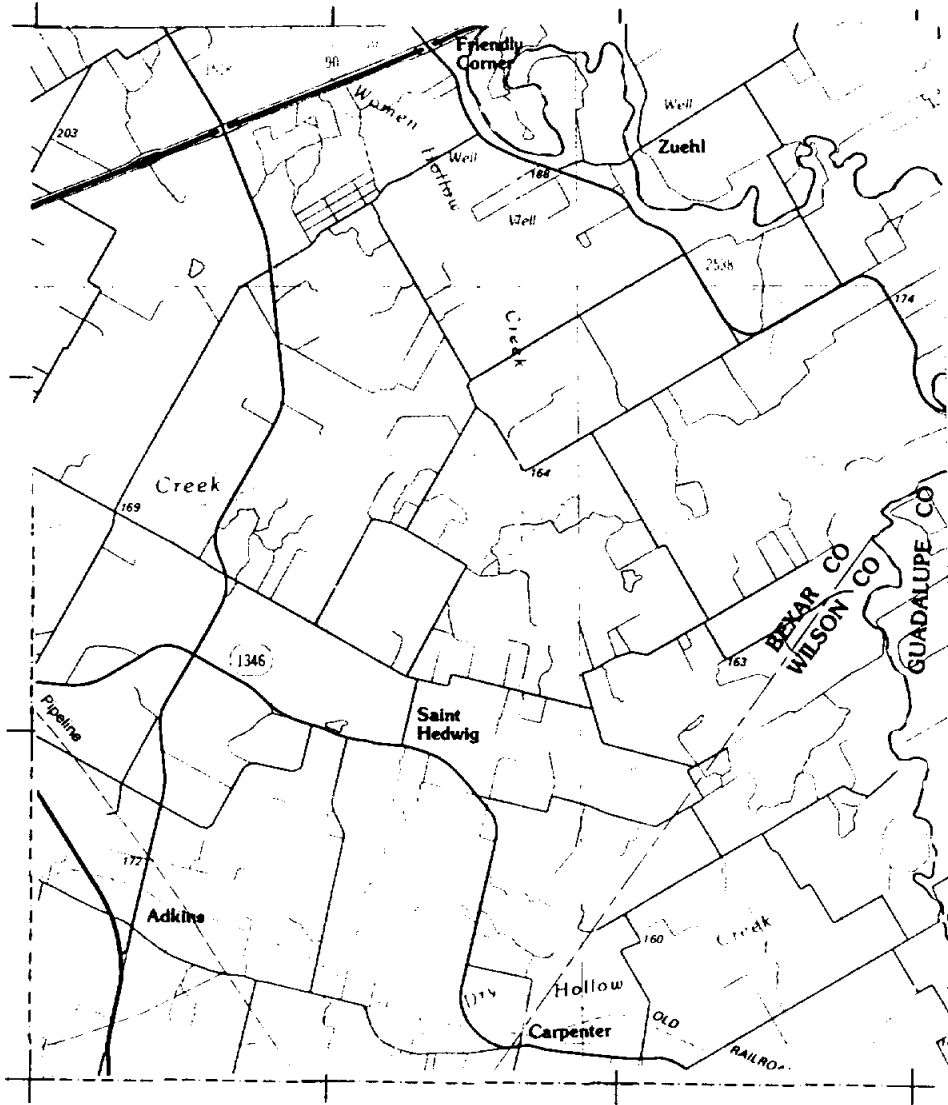 Friendly
Corner
90
Women
203
Well
Zuehl
Well
Hollow
188
Well
2538
174
Creek
164
Creek
169
BEXAR CO
WILSON CO
GUADALUPE CO
163
1346
Saint
Hedwig
Pipeline
172
Adkins
160
Creek
Hollow
Carpenter
OLD